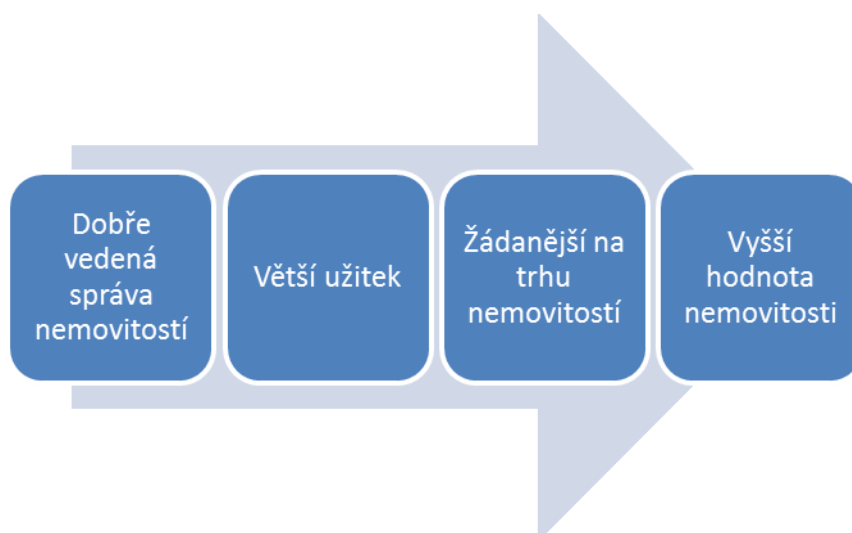 Dobře
vedená
správa
nemovitostí
Větší užitek
Žádanější na
trhu
nemovitostí
Vyšší
hodnota
nemovitosti